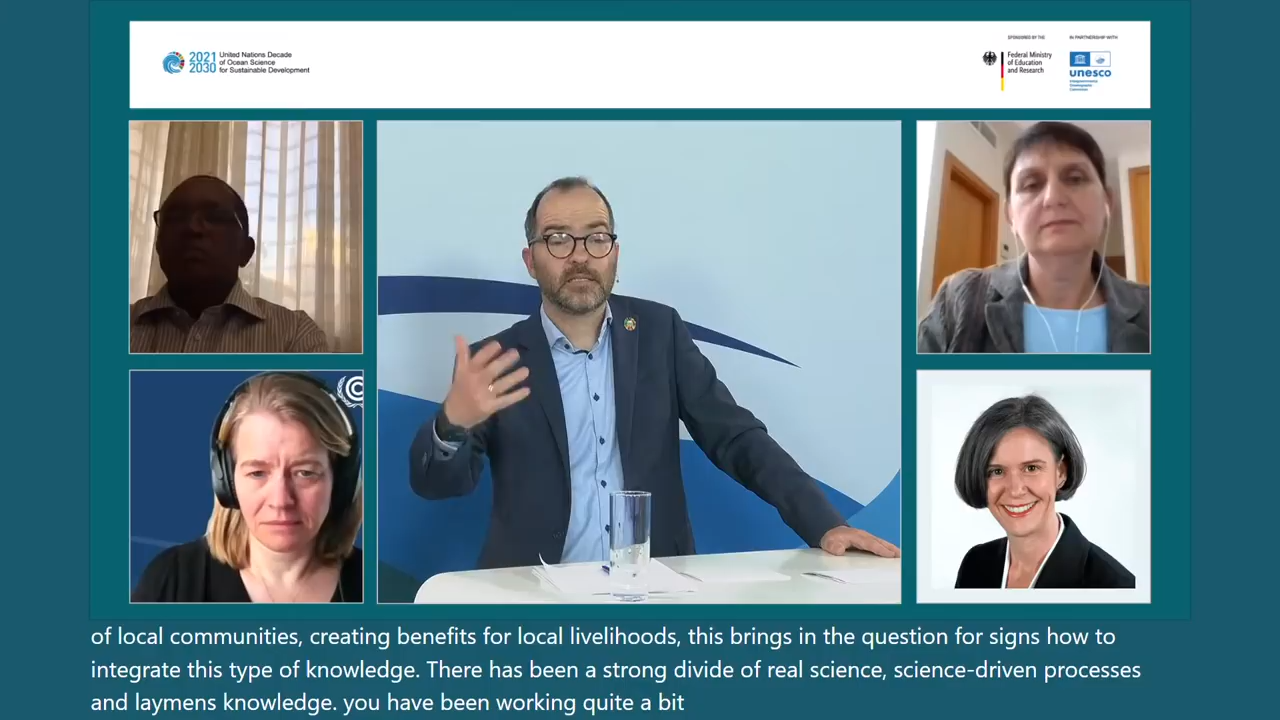 2021
2030
United Nations Decade
of Ocean Science
for Sustainable Development
SPONSORED BY THE
Federal Ministry
of Education
and Research
IN PARTNERSHIP WITH
unesco
Intergovernmental
Oceanographic
Commission
of local communities, creating benefits for local livelihoods, this brings in the question for signs how to
integrate this type of knowledge. There has been a strong divide of real science, science-driven processes
and laymens knowledge. you have been working quite a bit